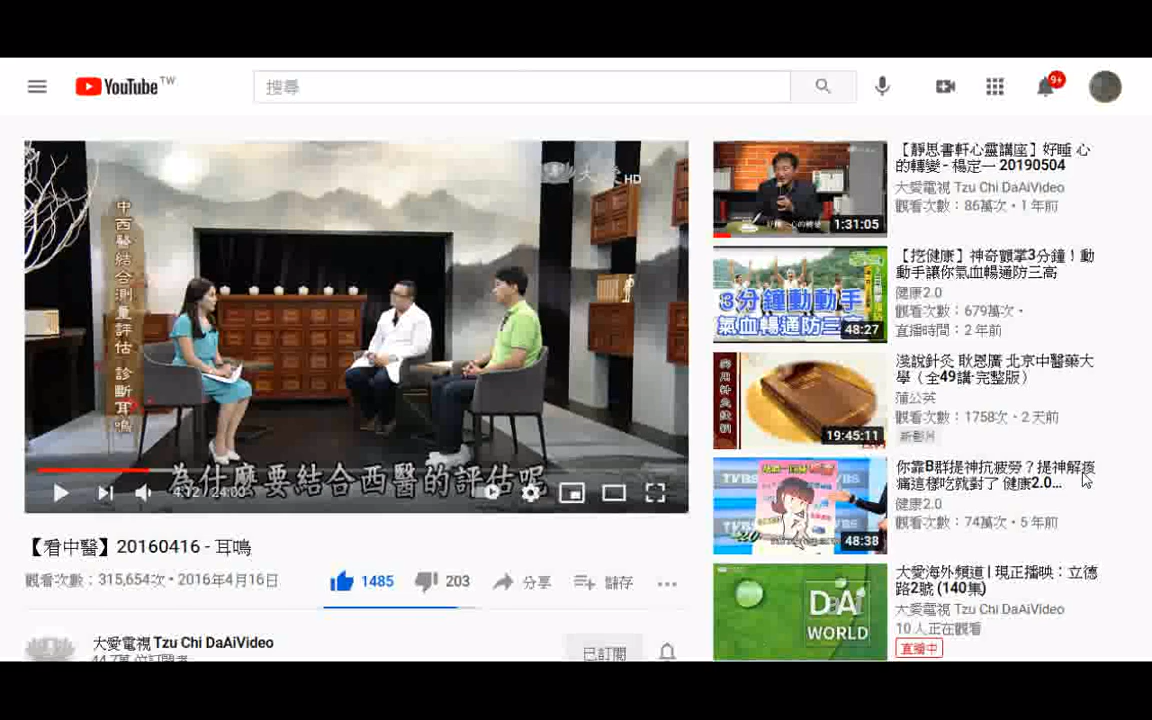 YouTube TW
搜尋
9+
大愛 HD
中西醫結合測量評估 診斷耳鳴
為什麼要結合西醫的評估呢
4:12 / 24:03
【看中醫】20160416 - 耳鳴
觀看次數：315,654次 • 2016年4月16日
1485
203
分享
儲存
大愛電視 Tzu Chi DaAiVideo
已訂閱
1:31:05
【靜思書軒心靈講座】好睡 心
的轉變 - 楊定一 20190504
大愛電視 Tzu Chi DaAiVideo
觀看次數：86萬次 • 1 年前
3分鐘動動手
氣血暢通防三高
48:27
【挖健康】神奇顧掌3分鐘！動
動手讓你氣血暢通防三高
健康2.0
觀看次數：679萬次 •
直播時間：2 年前
19:45:11
淺說針灸 耿恩廣 北京中醫藥大
學（全49講·完整版）
蒲公英
觀看次數：1758次 • 2 天前
新影片
TVBS
48:38
你靠B群提神抗疲勞？提神解痠
痛這樣吃就對了 健康2.0...
健康2.0
觀看次數：74萬次 • 5 年前
DaAi
WORLD
大愛海外頻道 | 現正播映：立德
路2號 (140集)
大愛電視 Tzu Chi DaAiVideo
10 人正在觀看
直播中